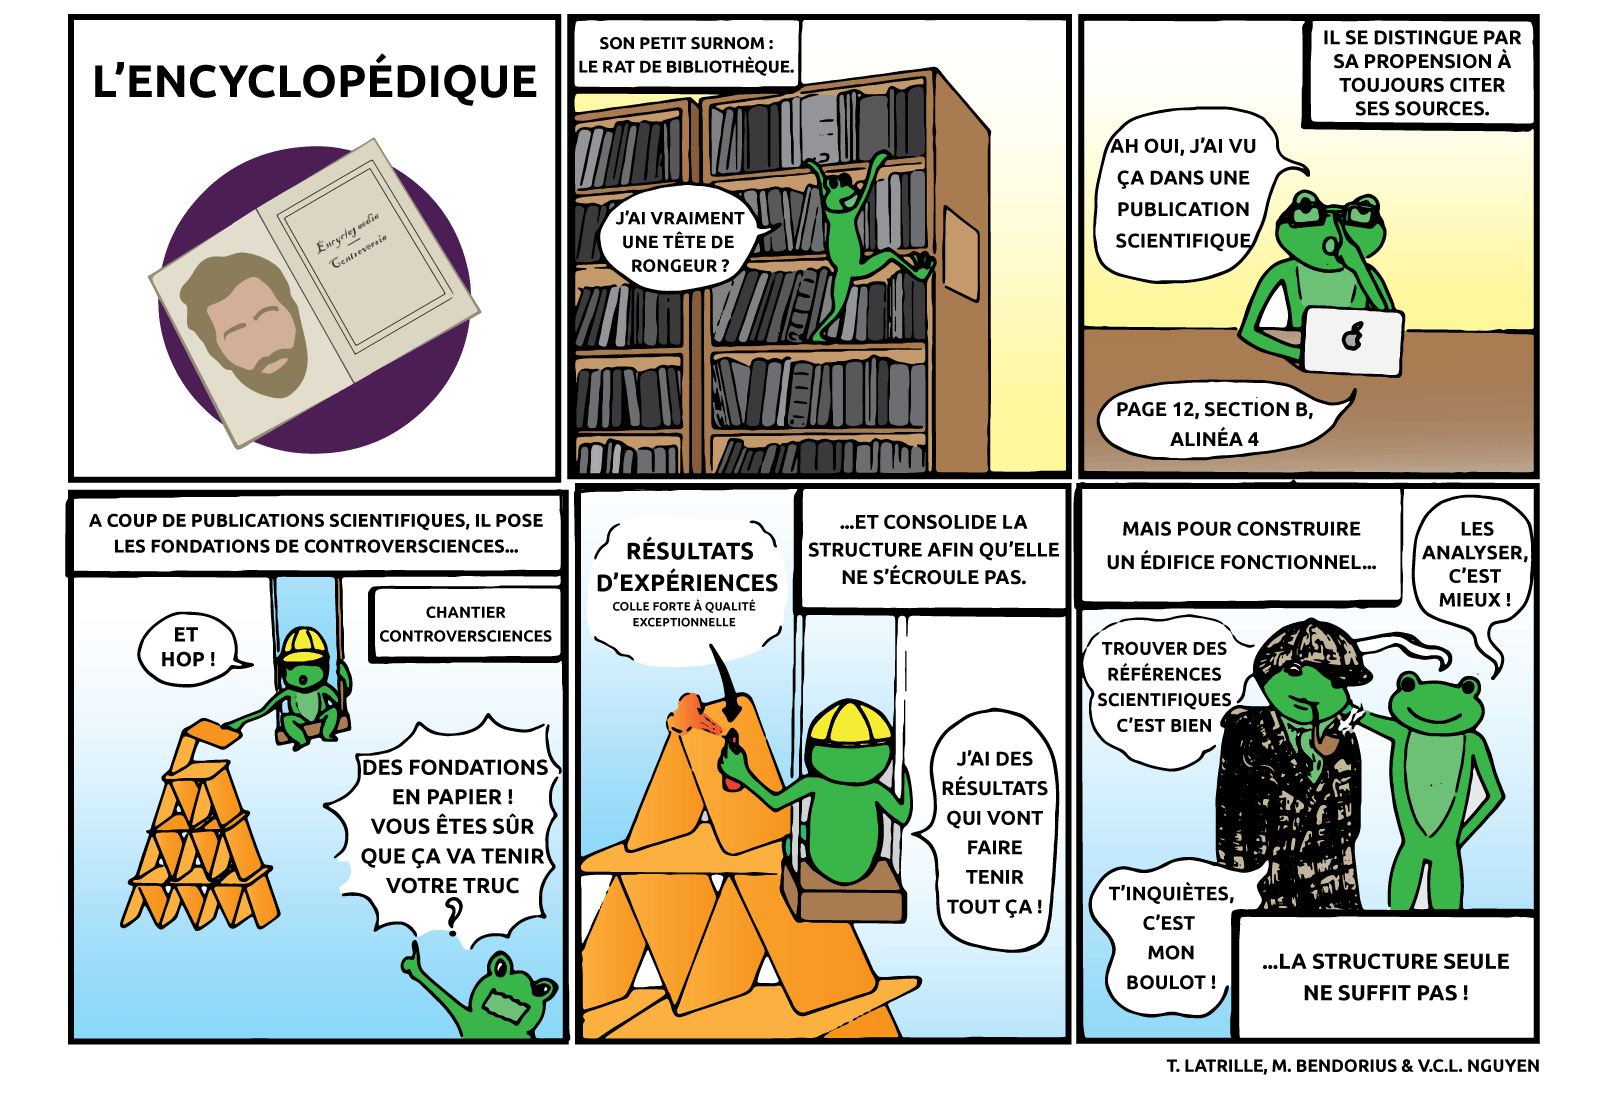 L'ENCYCLOPÉDIQUE
Encyclopædia
Controversia
SON PETIT SURNOM :
LE RAT DE BIBLIOTHÈQUE.
J'AI VRAIMENT
UNE TÊTE DE
RONGEUR ?
IL SE DISTINGUE PAR
SA PROPENSION À
TOUJOURS CITER
SES SOURCES.
AH OUI, J'AI VU
ÇA DANS UNE
PUBLICATION
SCIENTIFIQUE
PAGE 12, SECTION B,
ALINÉA 4
A COUP DE PUBLICATIONS SCIENTIFIQUES, IL POSE
LES FONDATIONS DE CONTROVERSCIENCES...
CHANTIER
CONTROVERSCIENCES
ET
HOP !
DES FONDATIONS
EN PAPIER !
VOUS ÊTES SÛR
QUE ÇA VA TENIR
VOTRE TRUC
?
...ET CONSOLIDE LA
STRUCTURE AFIN QU'ELLE
NE S'ÉCROULE PAS.
RÉSULTATS
D'EXPÉRIENCES
COLLE FORTE À QUALITÉ
EXCEPTIONNELLE
J'AI DES
RÉSULTATS
QUI VONT
FAIRE
TENIR
TOUT ÇA !
MAIS POUR CONSTRUIRE
UN ÉDIFICE FONCTIONNEL...
TROUVER DES
RÉFÉRENCES
SCIENTIFIQUES
C'EST BIEN
LES
ANALYSER,
C'EST
MIEUX !
T'INQUIÈTES,
C'EST
MON
BOULOT !
...LA STRUCTURE SEULE
NE SUFFIT PAS !
T. LATRILLE, M. BENDORIUS & V.C.L. NGUYEN